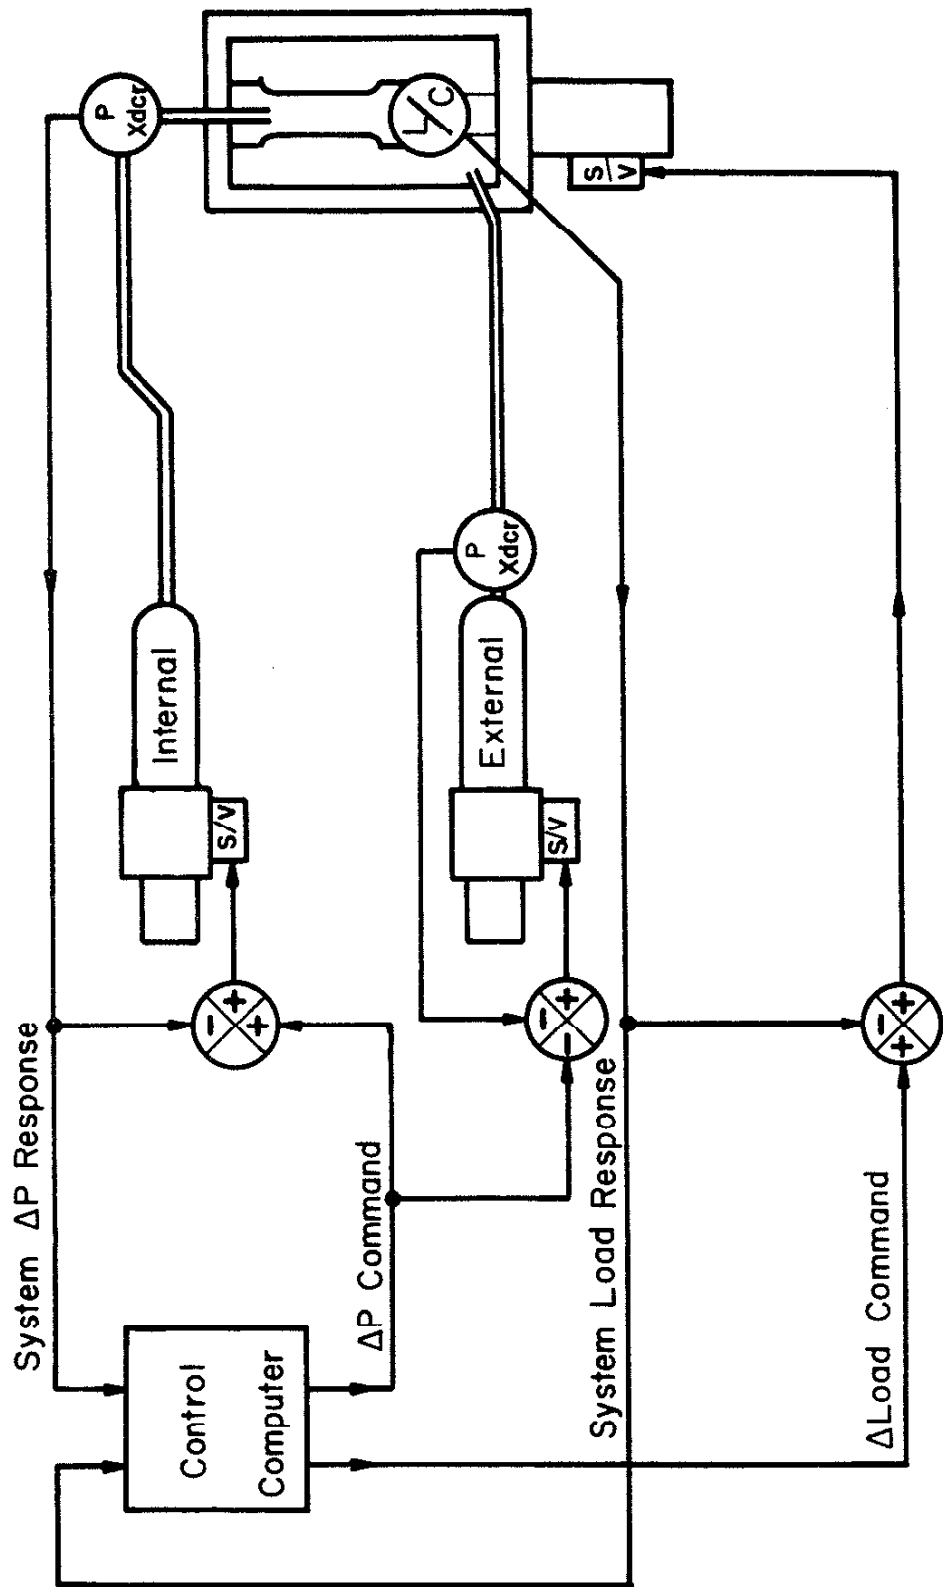 System ΔP Response
P
Xdcr
Internal
S/V
-
+
+
Control
Computer
ΔP Command
P
Xdcr
External
S/V
-
+
-
L/C
S/V
System Load Response
-
+
+
ΔLoad Command